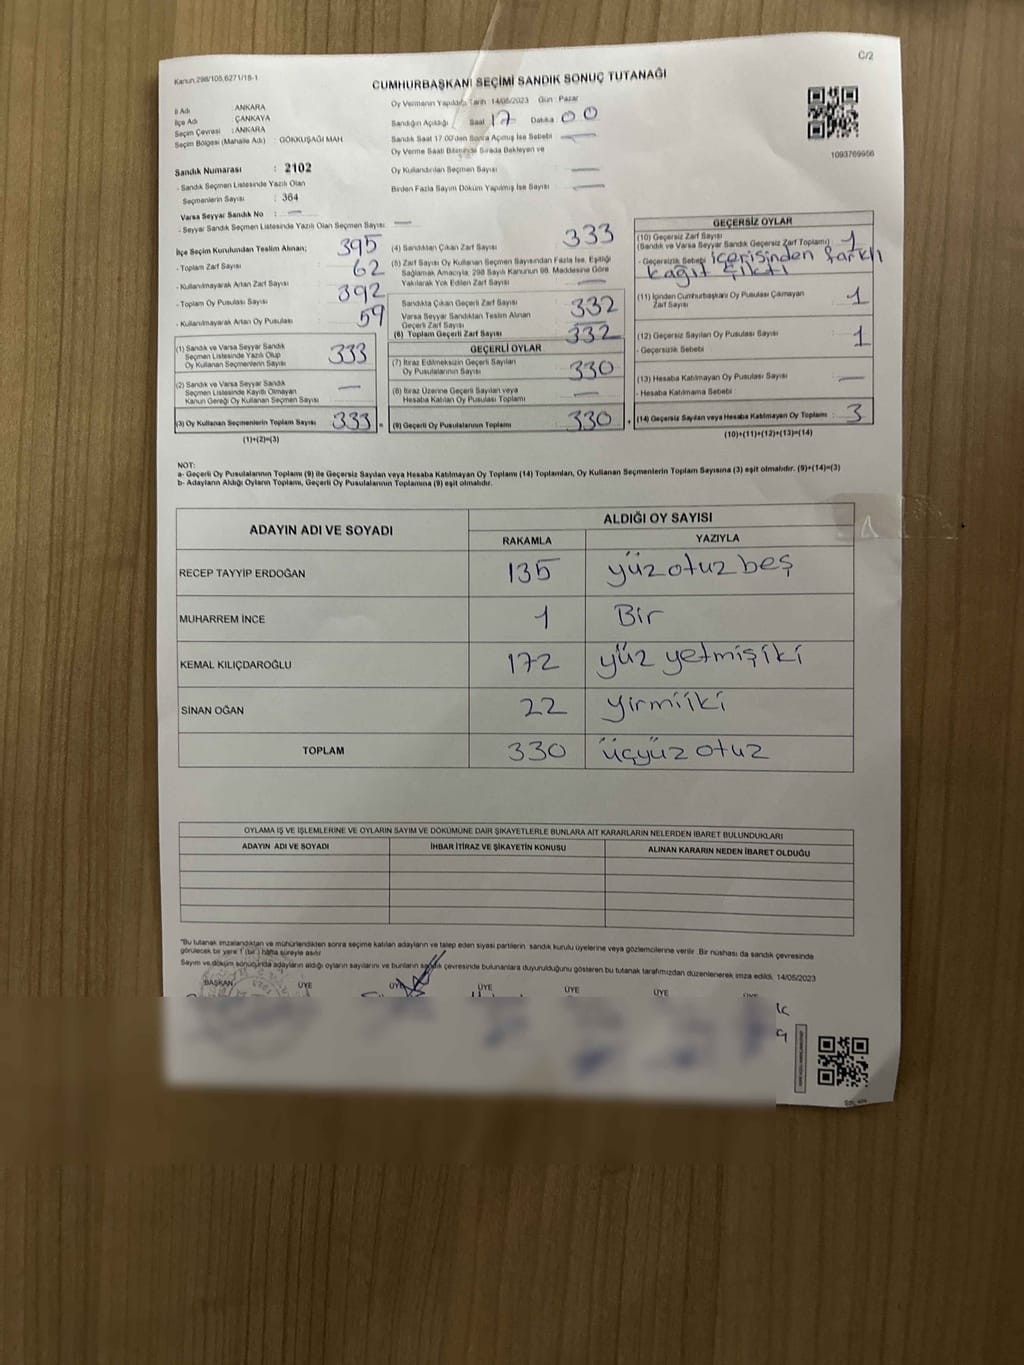 C/2
Kanun.298/105,6271/18-1
CUMHURBAŞKANI SEÇİMİ SANDIK SONUÇ TUTANAĞI
İl Adı : ANKARA
İlçe Adı : ÇANKAYA
Seçim Çevresi : ANKARA
Seçim Bölgesi (Mahalle Adı) : GÖKKUŞAĞI MAH
Oy Vermenin Yapıldığı Tarih : 14/05/2023 Gün : Pazar
Sandığın Açıldığı Saat 17 Dakika 00
Sandık Saat 17.00'den Sonra Açılmış İse Sebebi —
Oy Verme Saati Bitiminde Sırada Bekleyen ve
Oy Kullandırılan Seçmen Sayısı —
Birden Fazla Sayım Döküm Yapılmış İse Sayısı —
1093769956
Sandık Numarası : 2102
- Sandık Seçmen Listesinde Yazılı Olan
Seçmenlerin Sayısı : 364
Varsa Seyyar Sandık No : —
- Seyyar Sandık Seçmen Listesinde Yazılı Olan Seçmen Sayısı: —
İlçe Seçim Kurulundan Teslim Alınan;
- Toplam Zarf Sayısı 395
- Kullanılmayarak Artan Zarf Sayısı 62
- Toplam Oy Pusulası Sayısı 392
- Kullanılmayarak Artan Oy Pusulası 59
(1) Sandık ve Varsa Seyyar Sandık
Seçmen Listesinde Yazılı Olup
Oy Kullanan Seçmenlerin Sayısı 333
(2) Sandık ve Varsa Seyyar Sandık
Seçmen Listesinde Kayıtlı Olmayan
Kanun Gereği Oy Kullanan Seçmen Sayısı —
(3) Oy Kullanan Seçmenlerin Toplam Sayısı 333 =
(1)+(2)=(3)
(4) Sandıktan Çıkan Zarf Sayısı 333
(5) Zarf Sayısı Oy Kullanan Seçmen Sayısından Fazla İse, Eşitliği
Sağlamak Amacıyla, 298 Sayılı Kanunun 98. Maddesine Göre
Yakılarak Yok Edilen Zarf Sayısı —
Sandıkta Çıkan Geçerli Zarf Sayısı 332
Varsa Seyyar Sandıktan Teslim Alınan
Geçerli Zarf Sayısı
(6) Toplam Geçerli Zarf Sayısı 332
GEÇERLİ OYLAR
(7) İtiraz Edilmeksizin Geçerli Sayılan
Oy Pusulalarının Sayısı 330
(8) İtiraz Üzerine Geçerli Sayılan veya
Hesaba Katılan Oy Pusulası Toplamı —
(9) Geçerli Oy Pusulalarının Toplamı 330 +
GEÇERSİZ OYLAR
(10) Geçersiz Zarf Sayısı
(Sandık ve Varsa Seyyar Sandık Geçersiz Zarf Toplamı) 1
- Geçersizlik Sebebi içerisinden farklı
kağıt çıktı
(11) İçinden Cumhurbaşkanı Oy Pusulası Çıkmayan
Zarf Sayısı 1
(12) Geçersiz Sayılan Oy Pusulası Sayısı 1
- Geçersizlik Sebebi
(13) Hesaba Katılmayan Oy Pusulası Sayısı —
- Hesaba Katılmama Sebebi
(14) Geçersiz Sayılan veya Hesaba Katılmayan Oy Toplamı : 3
(10)+(11)+(12)+(13)=(14)
NOT:
a- Geçerli Oy Pusulalarının Toplamı (9) ile Geçersiz Sayılan veya Hesaba Katılmayan Oy Toplamı (14) Toplamları, Oy Kullanan Seçmenlerin Toplam Sayısına (3) eşit olmalıdır. (9)+(14)=(3)
b- Adayların Aldığı Oyların Toplamı, Geçerli Oy Pusulalarının Toplamına (9) eşit olmalıdır.
ADAYIN ADI VE SOYADI
ALDIĞI OY SAYISI
RAKAMLA YAZIYLA
RECEP TAYYİP ERDOĞAN 135 yüzotuzbeş
MUHARREM İNCE 1 Bir
KEMAL KILIÇDAROĞLU 172 yüz yetmişiki
SİNAN OĞAN 22 yirmiiki
TOPLAM 330 üçyüz otuz
OYLAMA İŞ VE İŞLEMLERİNE VE OYLARIN SAYIM VE DÖKÜMÜNE DAİR ŞİKAYETLERLE BUNLARA AİT KARARLARIN NELERDEN İBARET BULUNDUKLARI
ADAYIN ADI VE SOYADI İHBAR İTİRAZ VE ŞİKAYETİN KONUSU ALINAN KARARIN NEDEN İBARET OLDUĞU
"Bu tutanak imzalandıktan ve mühürlendikten sonra seçime katılan adayların ve talep eden siyasi partilerin sandık kurulu üyelerine veya gözlemcilerine verilir. Bir nüshası da sandık çevresinde
görülecek bir yere 1 (bir) hafta süreyle asılır.
Sayım ve döküm sonucunda adayların aldığı oyların sayılarını ve bunların sandık çevresinde bulunanlara duyurulduğunu gösteren bu tutanak tarafımızdan düzenlenerek imza edildi. 14/05/2023
BAŞKAN ÜYE ÜYE ÜYE ÜYE ÜYE ÜYE